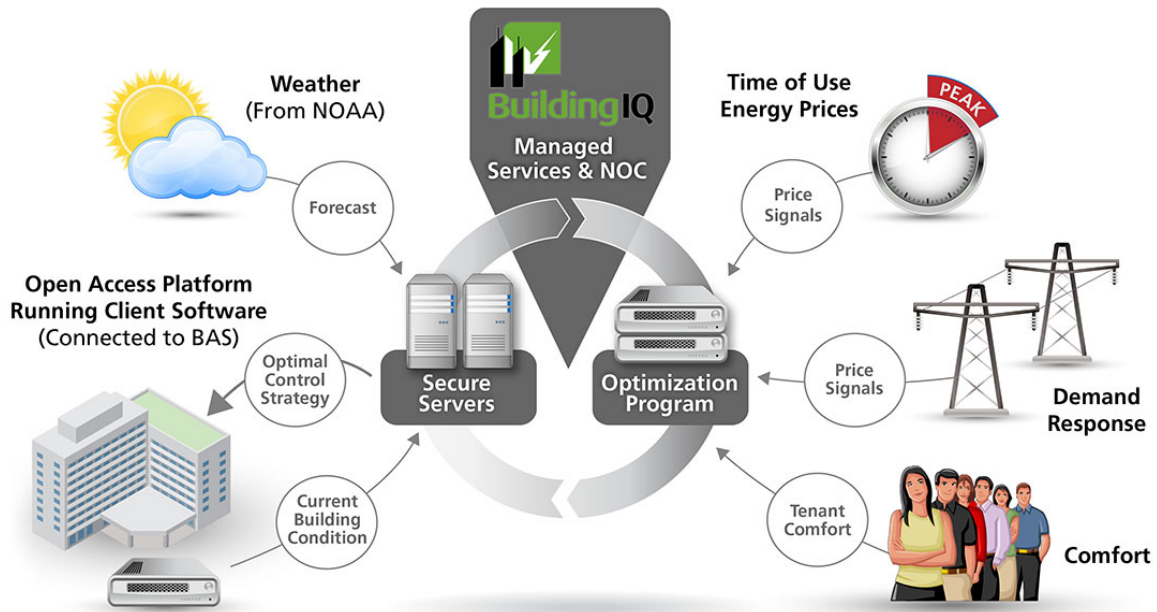 BuildingIQ
Managed
Services & NOC
Weather
(From NOAA)
Forecast
Time of Use
Energy Prices
PEAK
Price
Signals
Open Access Platform
Running Client Software
(Connected to BAS)
Optimal
Control
Strategy
Secure
Servers
Optimization
Program
Price
Signals
Demand
Response
Current
Building
Condition
Tenant
Comfort
Comfort